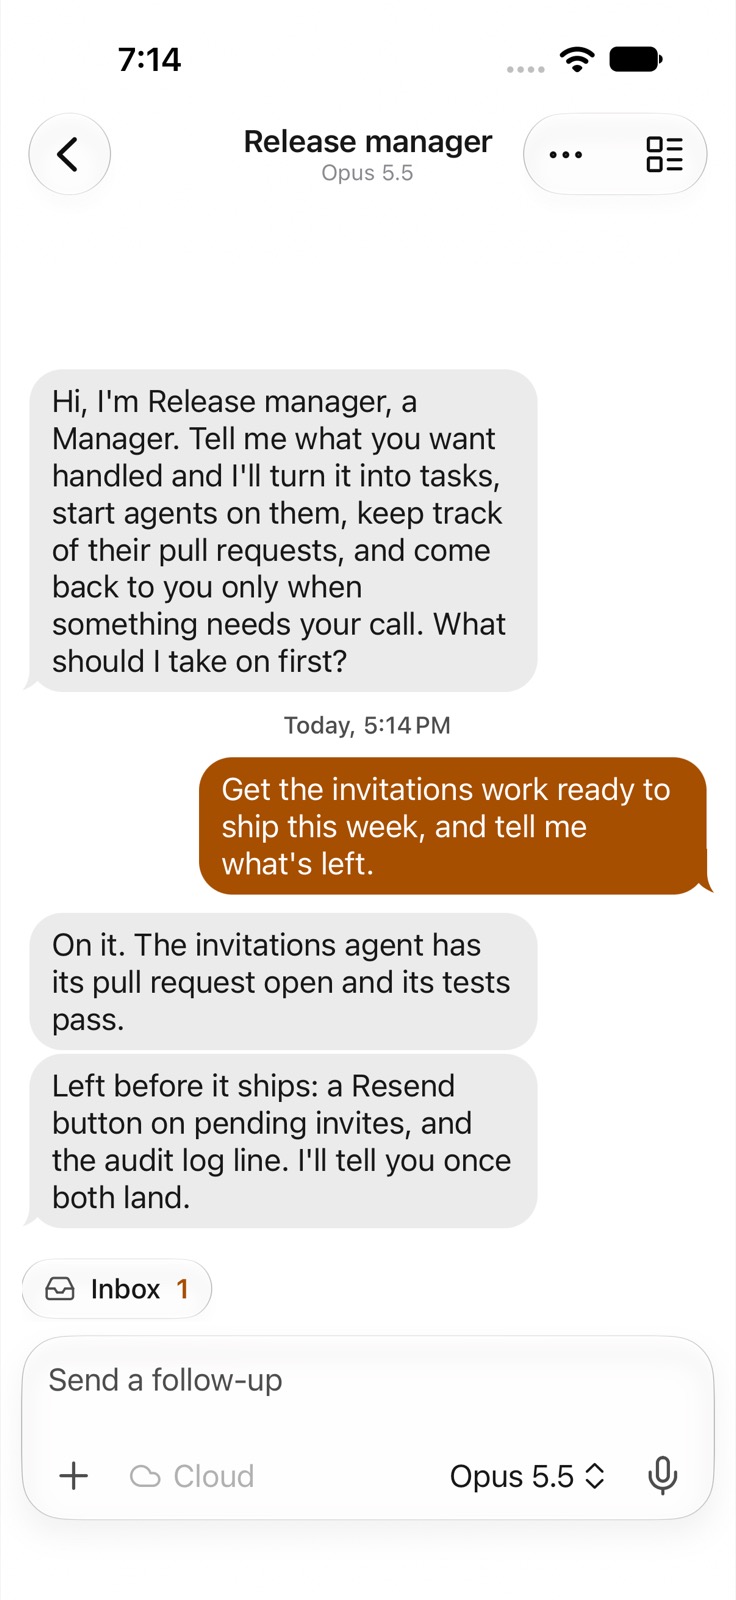 7:14
Release manager
Opus 5.5
Hi, I'm Release manager, a
Manager. Tell me what you want
handled and I'll turn it into tasks,
start agents on them, keep track
of their pull requests, and come
back to you only when
something needs your call. What
should I take on first?
Today, 5:14 PM
Get the invitations work ready to
ship this week, and tell me
what's left.
On it. The invitations agent has
its pull request open and its tests
pass.
Left before it ships: a Resend
button on pending invites, and
the audit log line. I'll tell you once
both land.
Inbox 1
Send a follow-up
Cloud
Opus 5.5